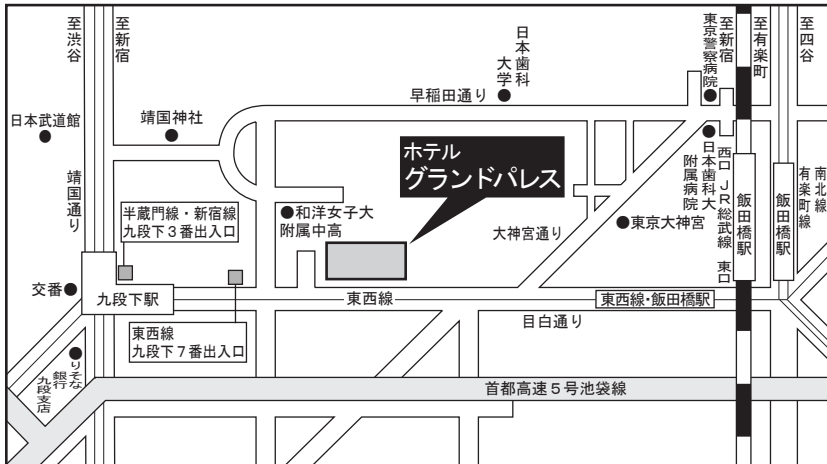 至渋谷
至新宿
日本歯科
大学
東京警察病院
至新宿
至有楽町
至四谷
早稲田通り
日本武道館
靖国神社
靖国通り
ホテル
グランドパレス
日本歯科大
附属病院
西口 JR総武線 東口
飯田橋駅
飯田橋駅
南北線
有楽町線
半蔵門線・新宿線
九段下3番出入口
和洋女子大
附属中高
大神宮通り
東京大神宮
交番
九段下駅
東西線
東西線・飯田橋駅
目白通り
東西線
九段下7番出入口
りそな
銀行
九段支店
首都高速5号池袋線